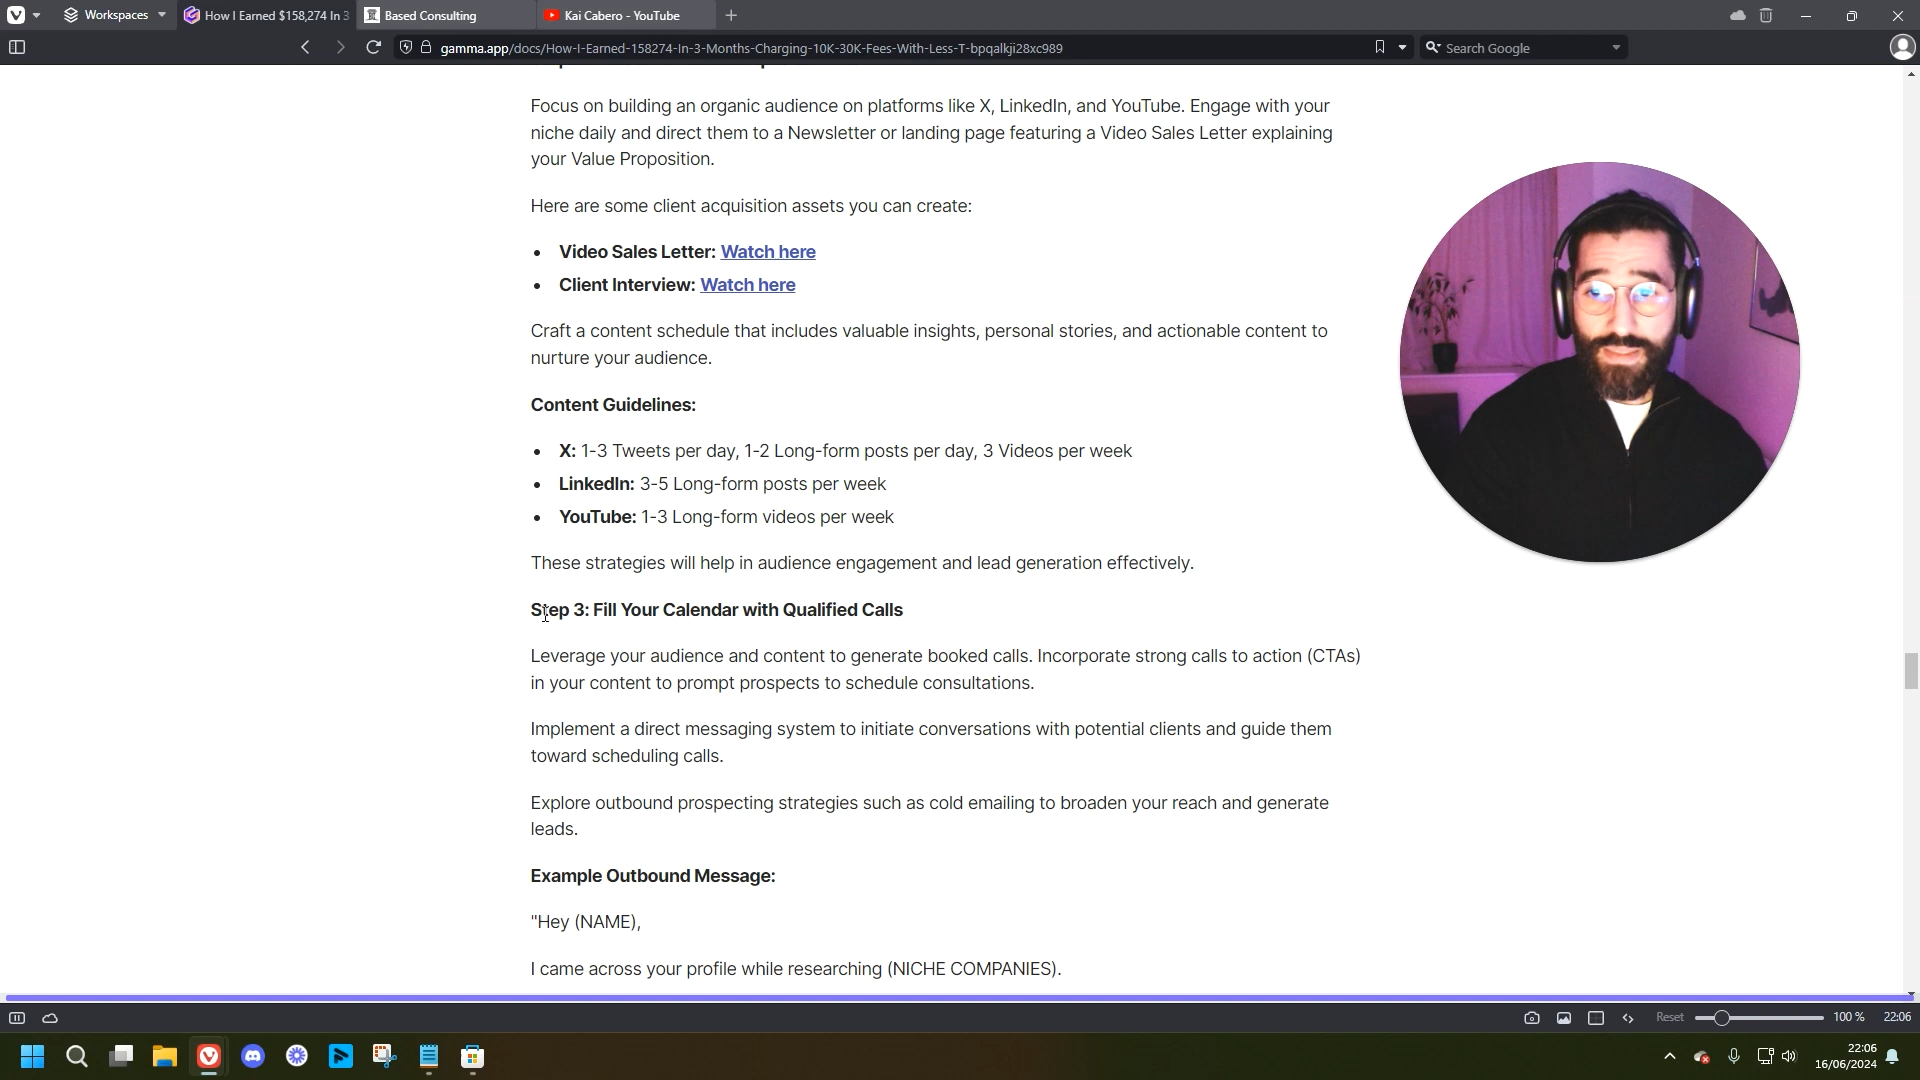 Workspaces
How I Earned $158,274 In 3
Based Consulting
Kai Cabero - YouTube
gamma.app/docs/How-I-Earned-158274-In-3-Months-Charging-10K-30K-Fees-With-Less-T-bpqalkji28xc989
Search Google
Focus on building an organic audience on platforms like X, LinkedIn, and YouTube. Engage with your
niche daily and direct them to a Newsletter or landing page featuring a Video Sales Letter explaining
your Value Proposition.
Here are some client acquisition assets you can create:
• Video Sales Letter: Watch here
• Client Interview: Watch here
Craft a content schedule that includes valuable insights, personal stories, and actionable content to
nurture your audience.
Content Guidelines:
• X: 1-3 Tweets per day, 1-2 Long-form posts per day, 3 Videos per week
• LinkedIn: 3-5 Long-form posts per week
• YouTube: 1-3 Long-form videos per week
These strategies will help in audience engagement and lead generation effectively.
Step 3: Fill Your Calendar with Qualified Calls
Leverage your audience and content to generate booked calls. Incorporate strong calls to action (CTAs)
in your content to prompt prospects to schedule consultations.
Implement a direct messaging system to initiate conversations with potential clients and guide them
toward scheduling calls.
Explore outbound prospecting strategies such as cold emailing to broaden your reach and generate
leads.
Example Outbound Message:
"Hey (NAME),
I came across your profile while researching (NICHE COMPANIES).
Reset
100 %
22:06
22:06
16/06/2024